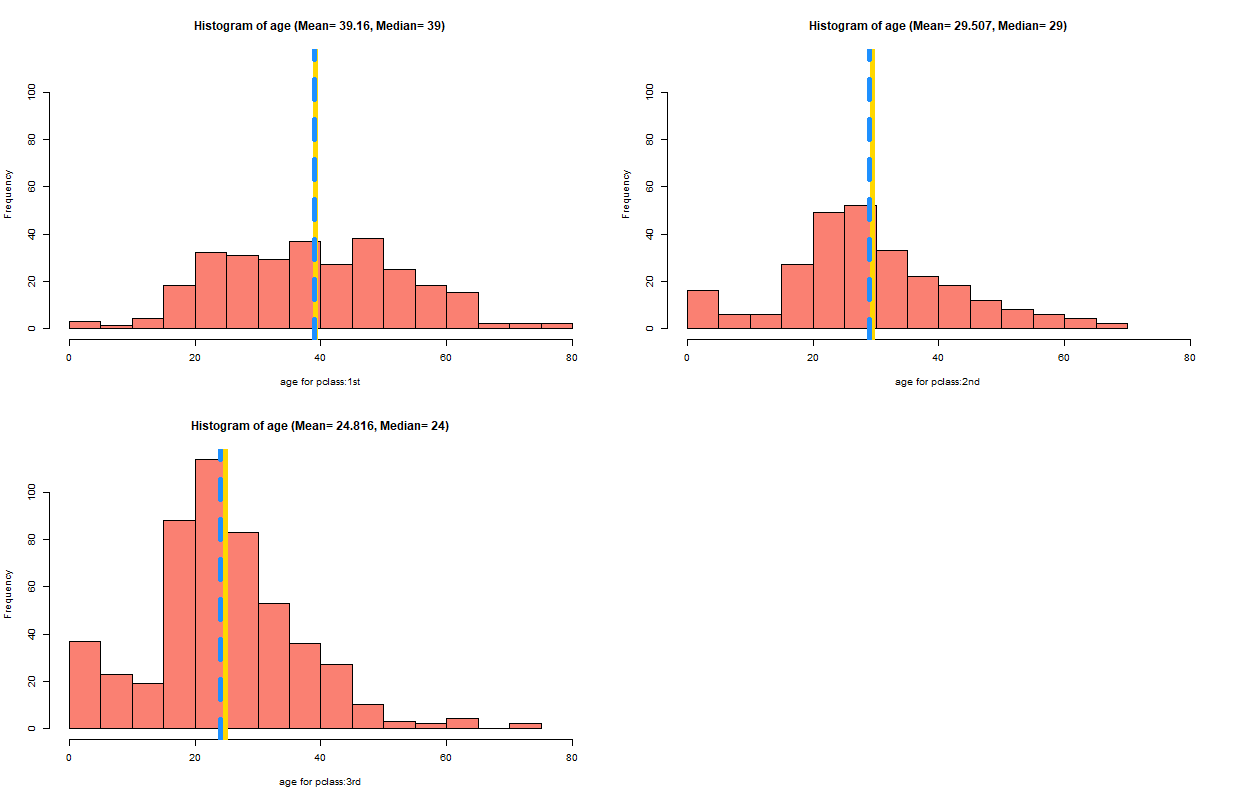 Histogram of age (Mean= 39.16, Median= 39)
Frequency
0 20 40 60 80 100
0 20 40 60 80
age for pclass:1st
Histogram of age (Mean= 29.507, Median= 29)
Frequency
0 20 40 60 80 100
0 20 40 60 80
age for pclass:2nd
Histogram of age (Mean= 24.816, Median= 24)
Frequency
0 20 40 60 80 100
0 20 40 60 80
age for pclass:3rd